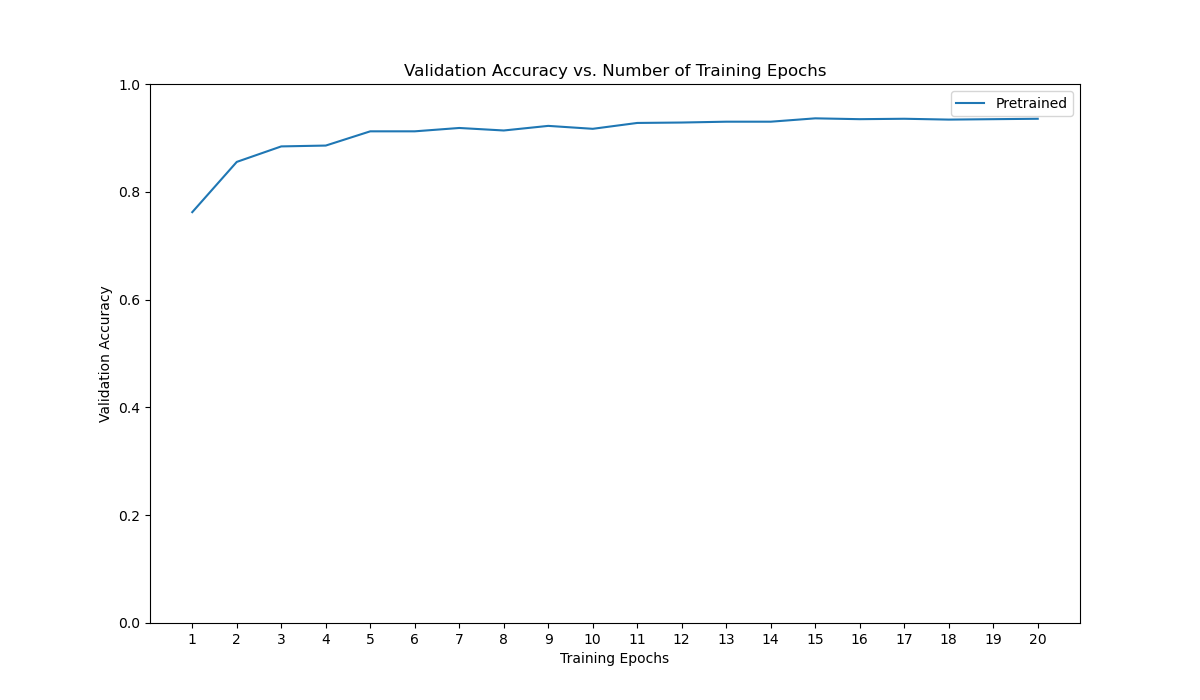 Validation Accuracy vs. Number of Training Epochs
Pretrained
1.0
0.8
0.6
0.4
0.2
0.0
Validation Accuracy
1 2 3 4 5 6 7 8 9 10 11 12 13 14 15 16 17 18 19 20
Training Epochs